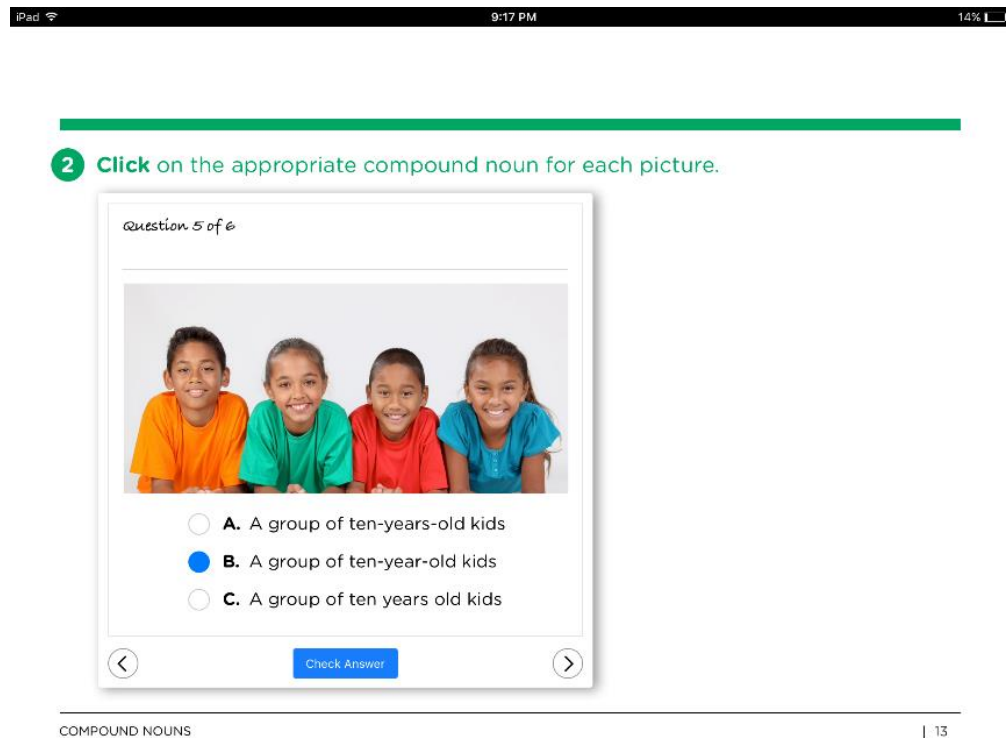 iPad 9:17 PM 14%
2 Click on the appropriate compound noun for each picture.
Question 5 of 6
A. A group of ten-years-old kids
B. A group of ten-year-old kids
C. A group of ten years old kids
Check Answer
COMPOUND NOUNS | 13